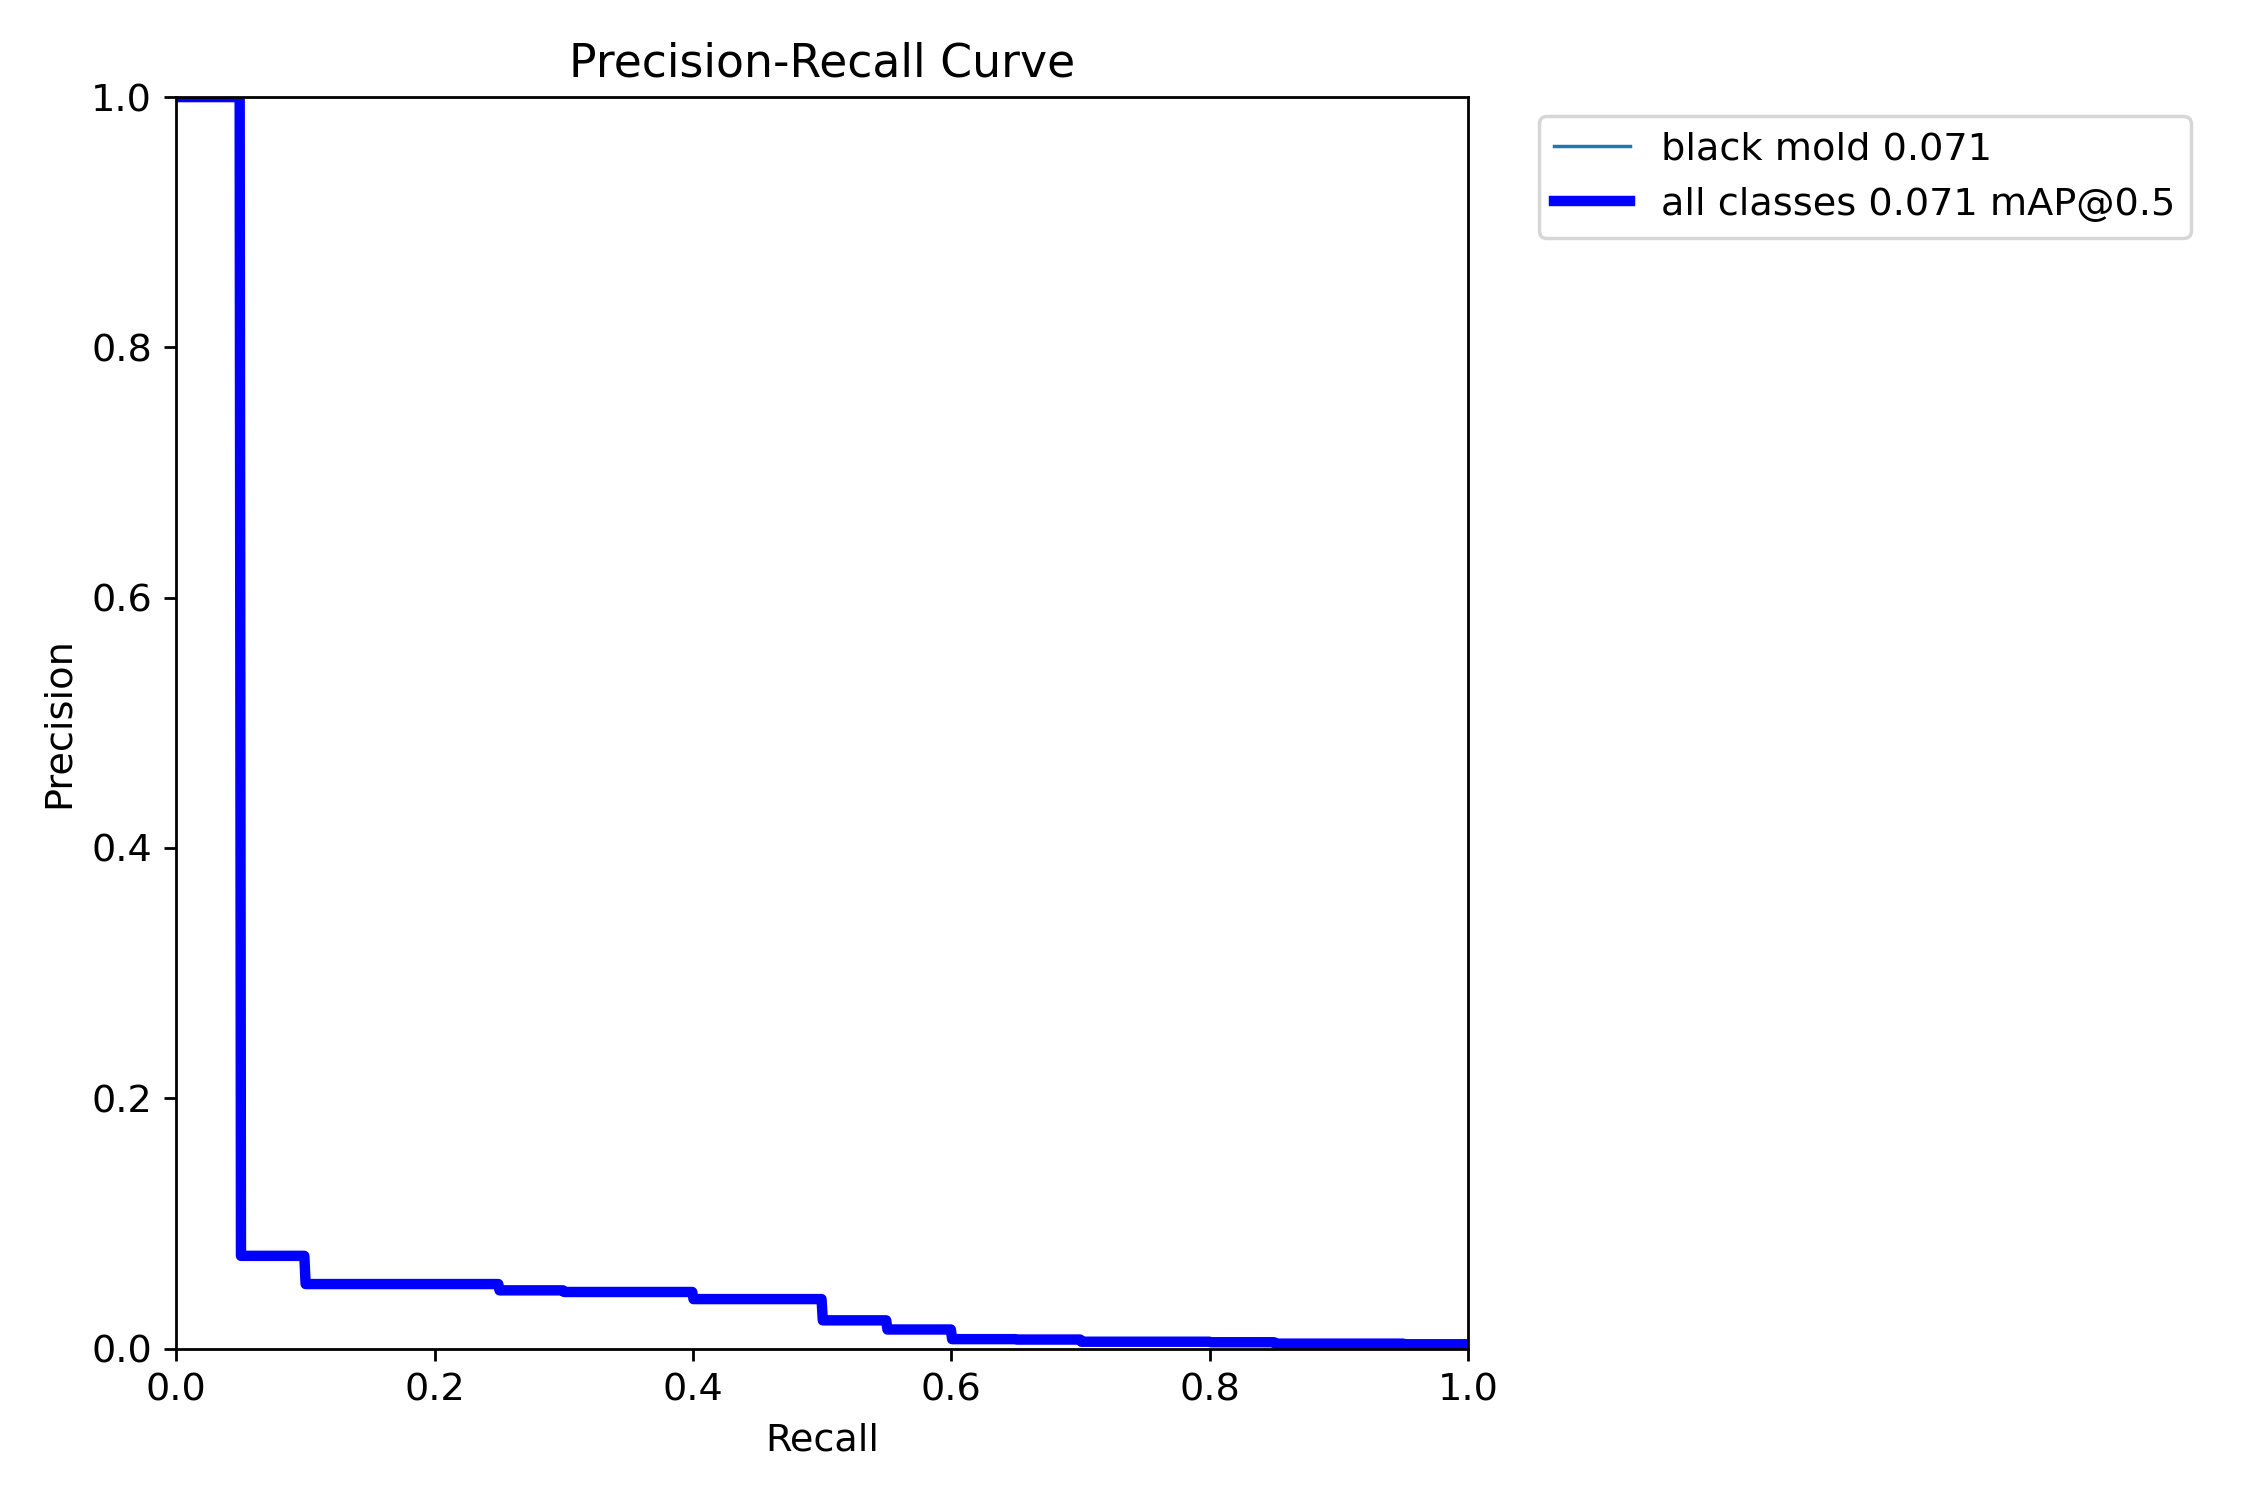 Precision-Recall Curve
1.0
0.8
0.6
0.4
0.2
0.0
Precision
0.0 0.2 0.4 0.6 0.8 1.0
Recall
black mold 0.071
all classes 0.071 mAP@0.5